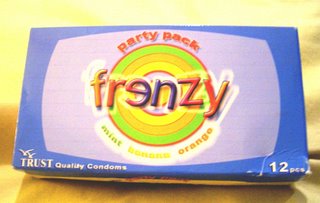 party pack
frenzy
mint banana orange
TRUST Quality Condoms
12 pcs